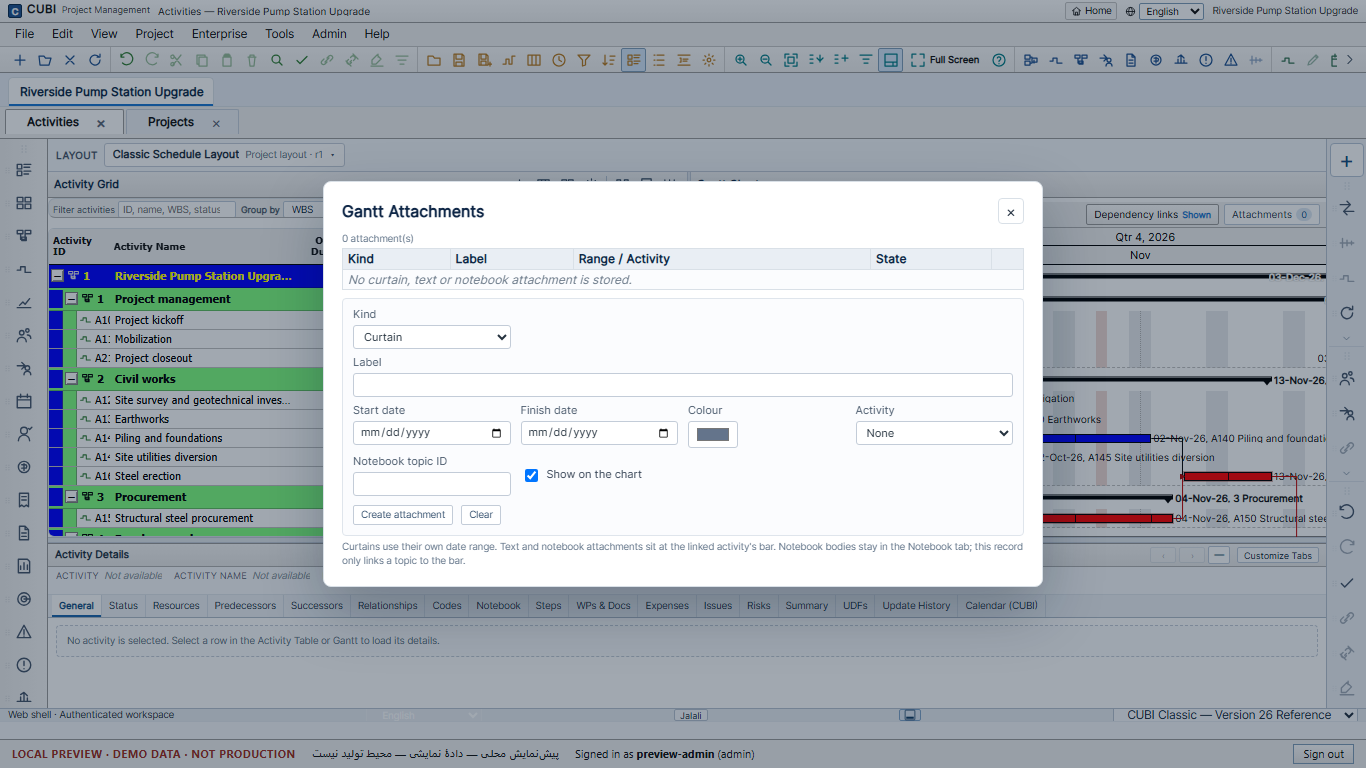 CUBI Project Management Activities — Riverside Pump Station Upgrade Home English Riverside Pump Station Upgrade
File Edit View Project Enterprise Tools Admin Help
Full Screen
Riverside Pump Station Upgrade
Activities × Projects ×
LAYOUT Classic Schedule Layout Project layout · r1
Activity Grid
Filter activities ID, name, WBS, status Group by WBS
Dependency links Shown Attachments 0
Activity ID Activity Name
Qtr 4, 2026
Nov
1 Riverside Pump Station Upgra... 03-Dec-26
1 Project management
Project kickoff
Mobilization
Project closeout
2 Civil works 13-Nov-26,
Site survey and geotechnical inves...
Earthworks Earthworks
Piling and foundations 02-Nov-26, A140 Piling and foundati
Site utilities diversion -Oct-26, A145 Site utilities diversion
Steel erection 13-Nov-26,
3 Procurement 04-Nov-26, 3 Procurement
Structural steel procurement 04-Nov-26, A150 Structural stee
Gantt Attachments
×
0 attachment(s)
Kind Label Range / Activity State
No curtain, text or notebook attachment is stored.
Kind
Curtain
Label
Start date Finish date Colour Activity
mm/dd/yyyy mm/dd/yyyy None
Notebook topic ID
Show on the chart
Create attachment Clear
Curtains use their own date range. Text and notebook attachments sit at the linked activity's bar. Notebook bodies stay in the Notebook tab; this record
only links a topic to the bar.
Activity Details Customize Tabs
ACTIVITY Not available ACTIVITY NAME Not available
General Status Resources Predecessors Successors Relationships Codes Notebook Steps WPs & Docs Expenses Issues Risks Summary UDFs Update History Calendar (CUBI)
No activity is selected. Select a row in the Activity Table or Gantt to load its details.
Web shell · Authenticated workspace English Jalali CUBI Classic — Version 26 Reference
LOCAL PREVIEW · DEMO DATA · NOT PRODUCTION پیش‌نمایش محلی — دادهٔ نمایشی — محیط تولید نیست Signed in as preview-admin (admin) Sign out